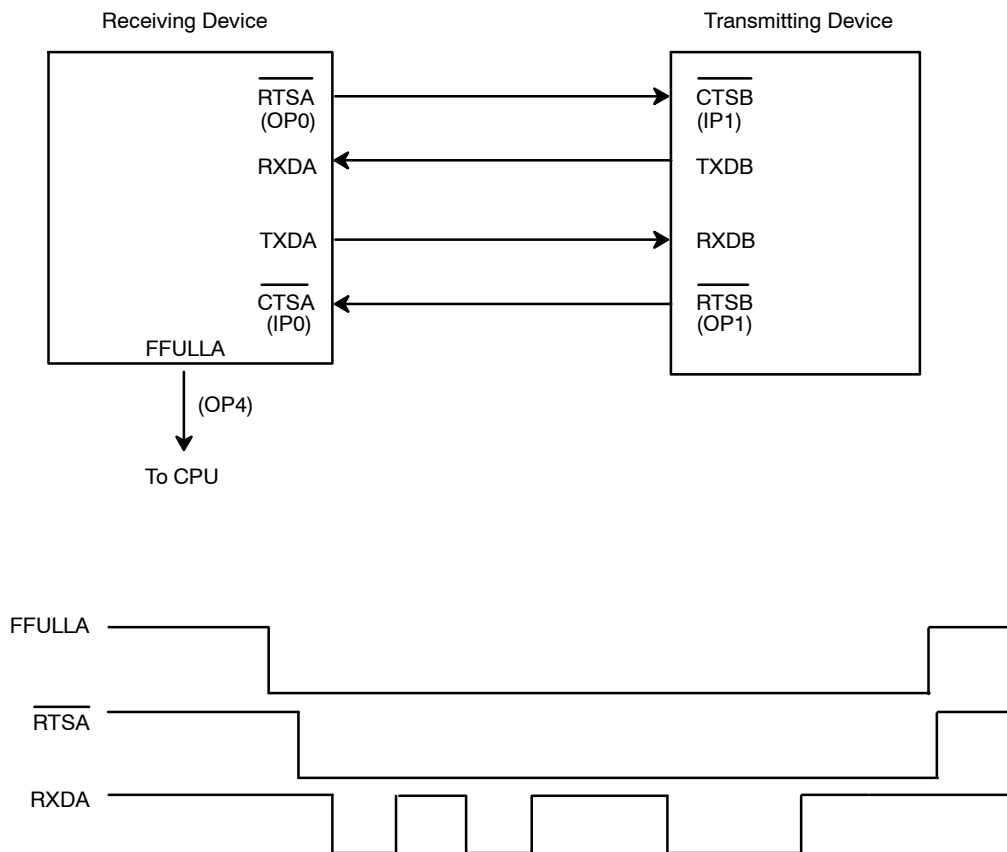 Receiving Device
Transmitting Device
RTSA
(OP0)
CTSB
(IP1)
RXDA
TXDB
TXDA
RXDB
CTSA
(IP0)
RTSB
(OP1)
FFULLA
(OP4)
To CPU
FFULLA
RTSA
RXDA